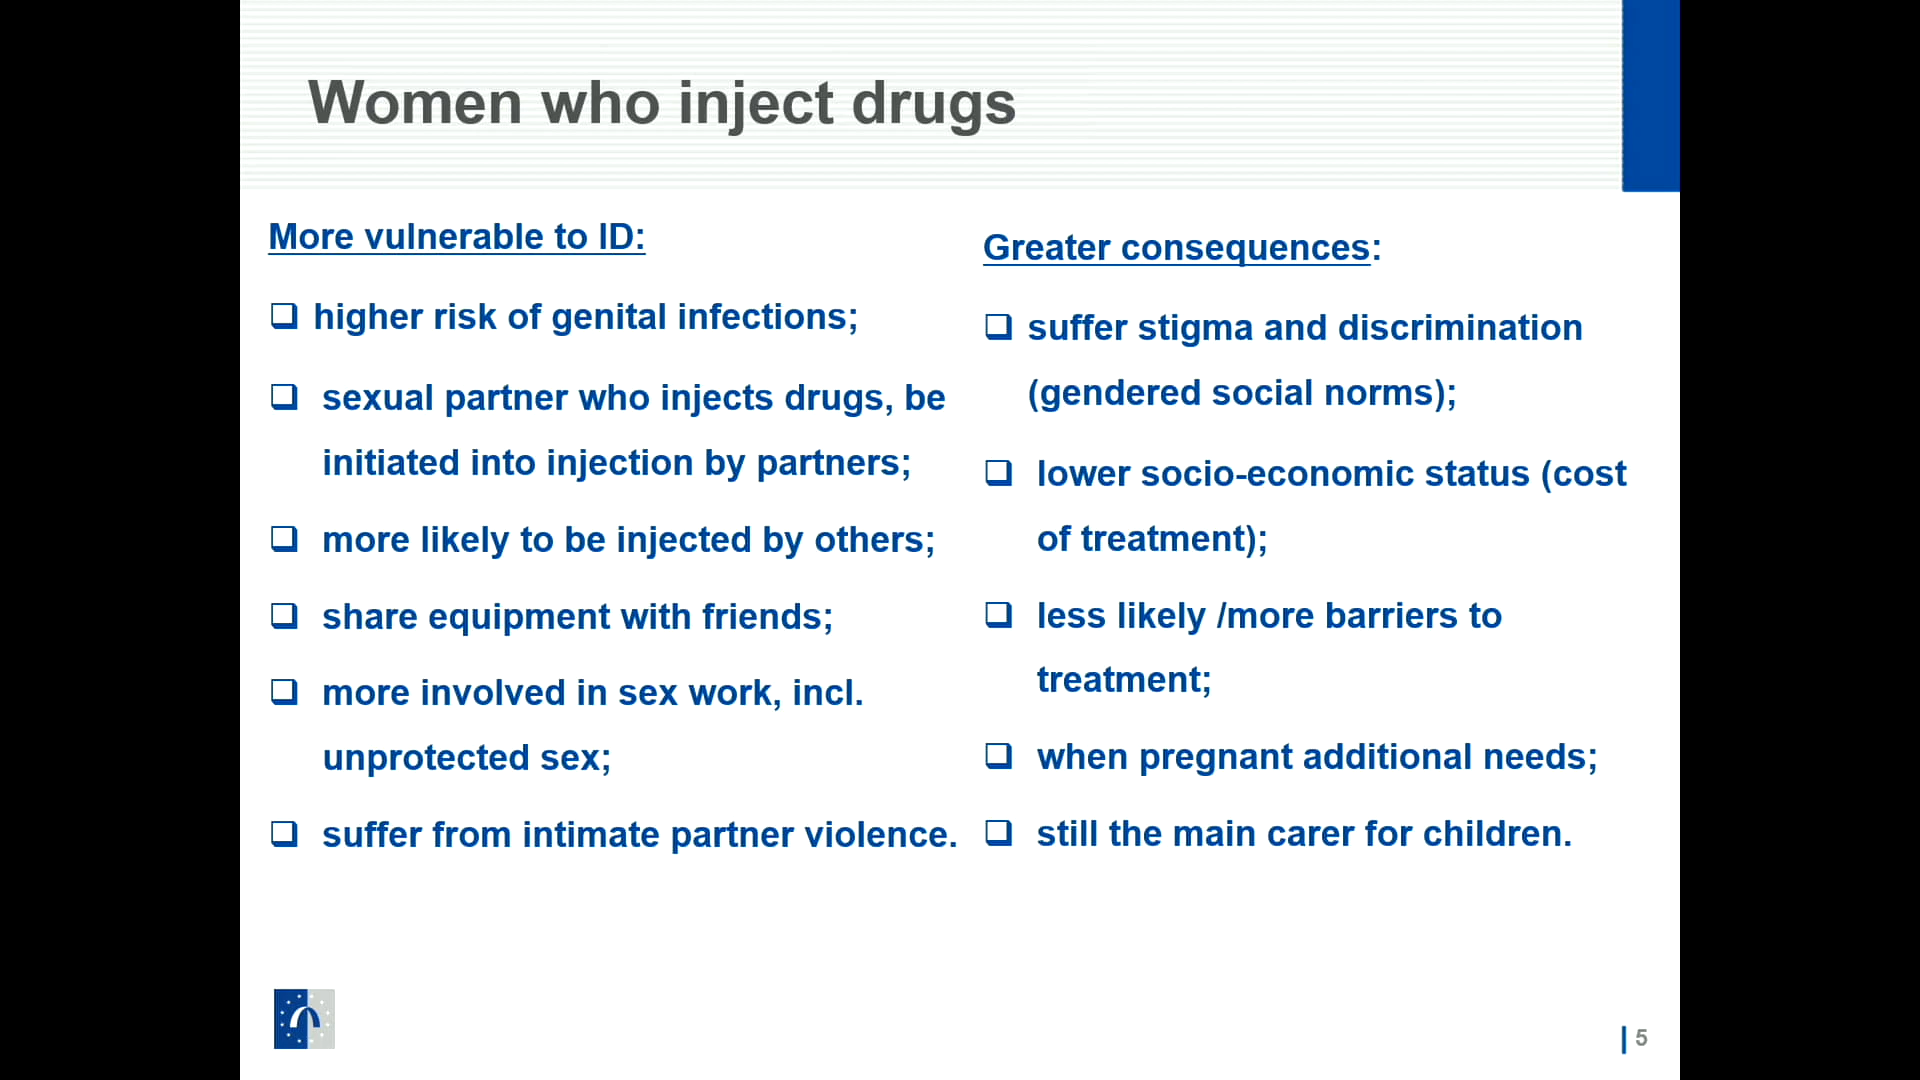 Women who inject drugs
More vulnerable to ID:
higher risk of genital infections;
sexual partner who injects drugs, be
initiated into injection by partners;
more likely to be injected by others;
share equipment with friends;
more involved in sex work, incl.
unprotected sex;
suffer from intimate partner violence.
Greater consequences:
suffer stigma and discrimination
(gendered social norms);
lower socio-economic status (cost
of treatment);
less likely /more barriers to
treatment;
when pregnant additional needs;
still the main carer for children.
5